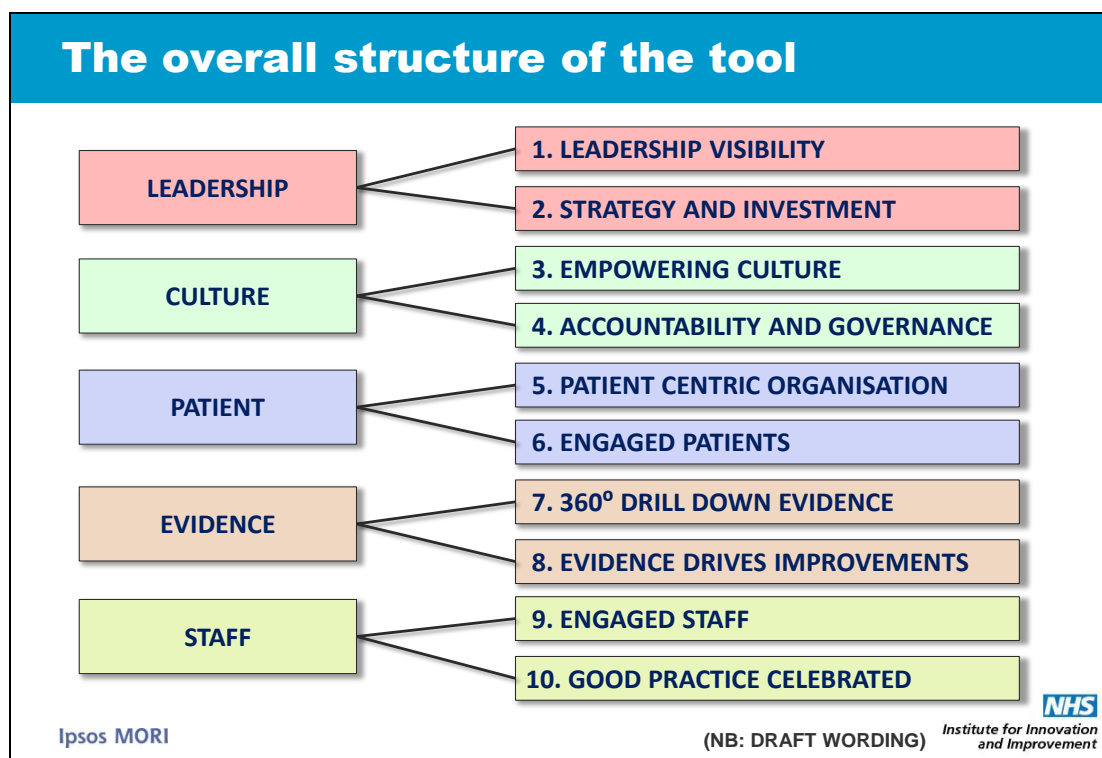 The overall structure of the tool
LEADERSHIP
1. LEADERSHIP VISIBILITY
2. STRATEGY AND INVESTMENT
CULTURE
3. EMPOWERING CULTURE
4. ACCOUNTABILITY AND GOVERNANCE
PATIENT
5. PATIENT CENTRIC ORGANISATION
6. ENGAGED PATIENTS
EVIDENCE
7. 360⁰ DRILL DOWN EVIDENCE
8. EVIDENCE DRIVES IMPROVEMENTS
STAFF
9. ENGAGED STAFF
10. GOOD PRACTICE CELEBRATED
Ipsos MORI
(NB: DRAFT WORDING)
NHS
Institute for Innovation
and Improvement